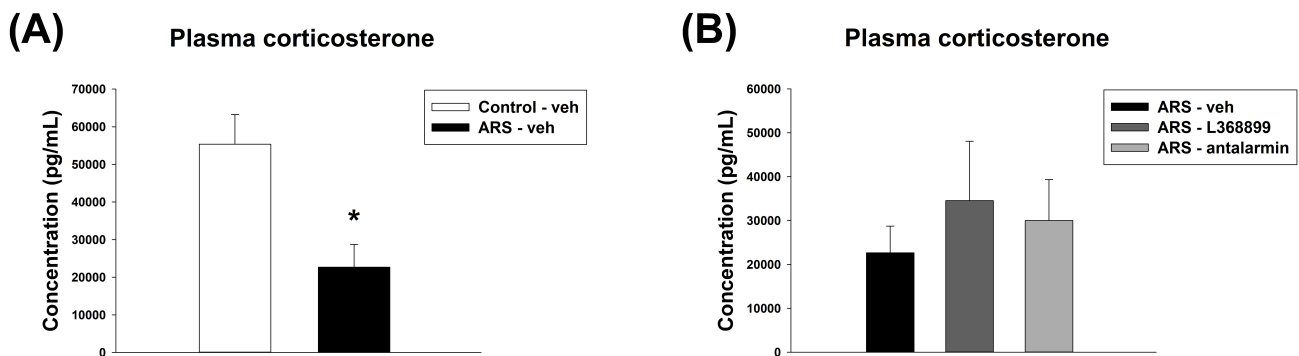 (A)
Plasma corticosterone
Concentration (pg/mL)
70000
60000
50000
40000
30000
20000
10000
0
*
Control - veh
ARS - veh
(B)
Plasma corticosterone
Concentration (pg/mL)
60000
50000
40000
30000
20000
10000
0
ARS - veh
ARS - L368899
ARS - antalarmin